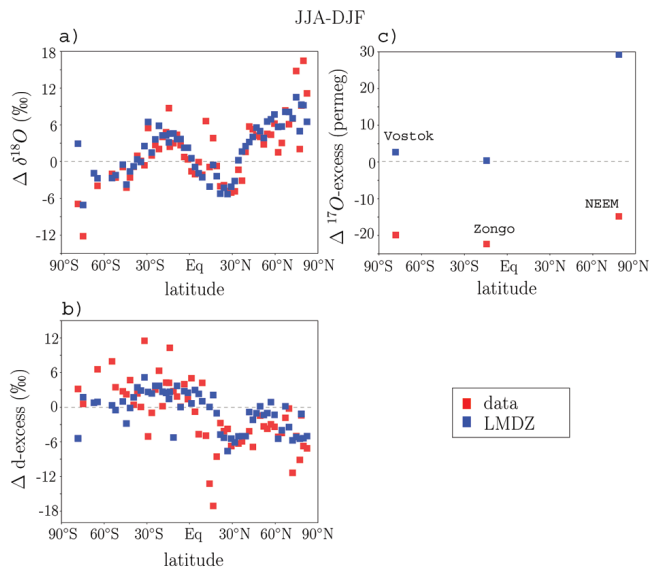 JJA-DJF
a)
Δ δ¹⁸O (‰)
18
12
6
0
-6
-12
90°S 60°S 30°S Eq 30°N 60°N 90°N
latitude
c)
Δ ¹⁷O-excess (permeg)
30
20
10
0
-10
-20
Vostok
Zongo
NEEM
90°S 60°S 30°S Eq 30°N 60°N 90°N
latitude
b)
Δ d-excess (‰)
12
6
0
-6
-12
-18
90°S 60°S 30°S Eq 30°N 60°N 90°N
latitude
data
LMDZ